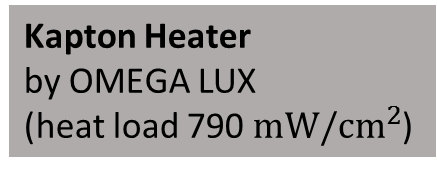 Kapton Heater
by OMEGA LUX
(heat load 790 mW/cm²)